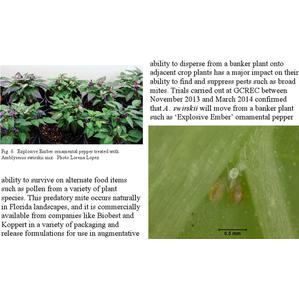 Fig. 6. Explosive Ember ornamental pepper treated with
Amblyseius swirskii mix. Photo Lorena Lopez
ability to survive on alternate food items
such as pollen from a variety of plant
species. This predatory mite occurs naturally
in Florida landscapes, and it is commercially
available from companies like Biobest and
Koppert in a variety of packaging and
release formulations for use in augmentative
ability to disperse from a banker plant onto
adjacent crop plants has a major impact on their
ability to find and suppress pests such as broad
mites. Trials carried out at GCREC between
November 2013 and March 2014 confirmed
that A. swirskii will move from a banker plant
such as ‘Explosive Ember’ ornamental pepper
0.5 mm